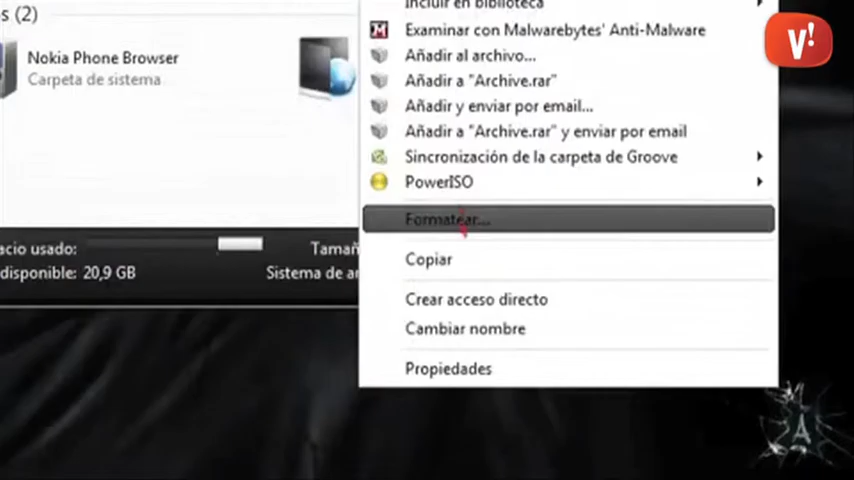 s (2)
Nokia Phone Browser
Carpeta de sistema
Incluir en biblioteca
Examinar con Malwarebytes' Anti-Malware
Añadir al archivo...
Añadir a "Archive.rar"
Añadir y enviar por email...
Añadir a "Archive.rar" y enviar por email
Sincronización de la carpeta de Groove
PowerISO
Formatear...
Copiar
Crear acceso directo
Cambiar nombre
Propiedades
acio usado:
Tamañ
disponible: 20,9 GB
Sistema de ar
V!